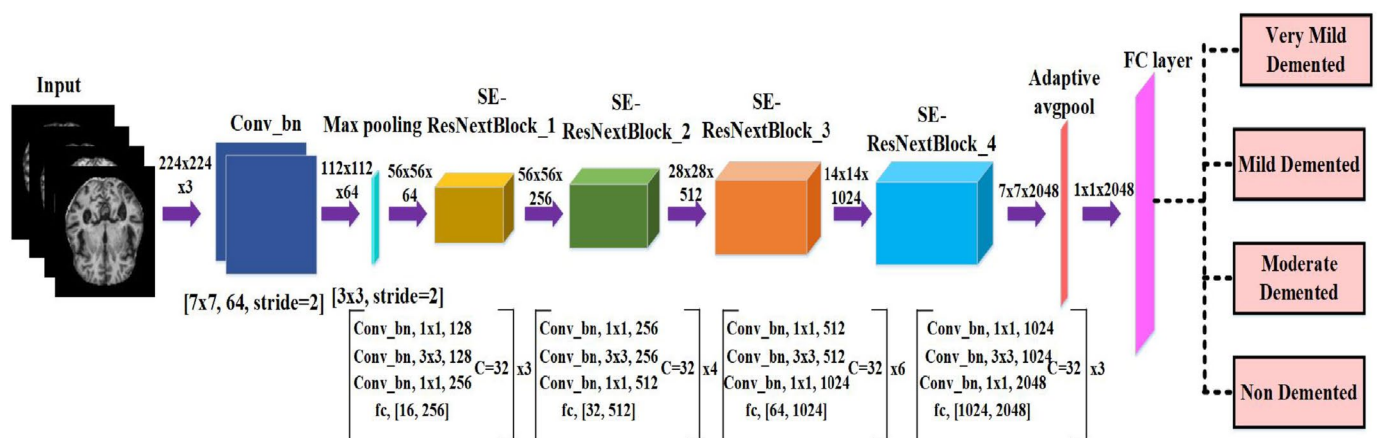 Input
224x224
x3
Conv_bn
[7x7, 64, stride=2]
112x112
x64
Max pooling
[3x3, stride=2]
56x56x
64
SE-
ResNextBlock_1
56x56x
256
SE-
ResNextBlock_2
28x28x
512
SE-
ResNextBlock_3
14x14x
1024
SE-
ResNextBlock_4
7x7x2048
Adaptive
avgpool
1x1x2048
FC layer
Very Mild
Demented
Mild Demented
Moderate
Demented
Non Demented
Conv_bn, 1x1, 128
Conv_bn, 3x3, 128
Conv_bn, 1x1, 256
fc, [16, 256]
C=32
x3
Conv_bn, 1x1, 256
Conv_bn, 3x3, 256
Conv_bn, 1x1, 512
fc, [32, 512]
C=32
x4
Conv_bn, 1x1, 512
Conv_bn, 3x3, 512
Conv_bn, 1x1, 1024
fc, [64, 1024]
C=32
x6
Conv_bn, 1x1, 1024
Conv_bn, 3x3, 1024
Conv_bn, 1x1, 2048
fc, [1024, 2048]
C=32
x3